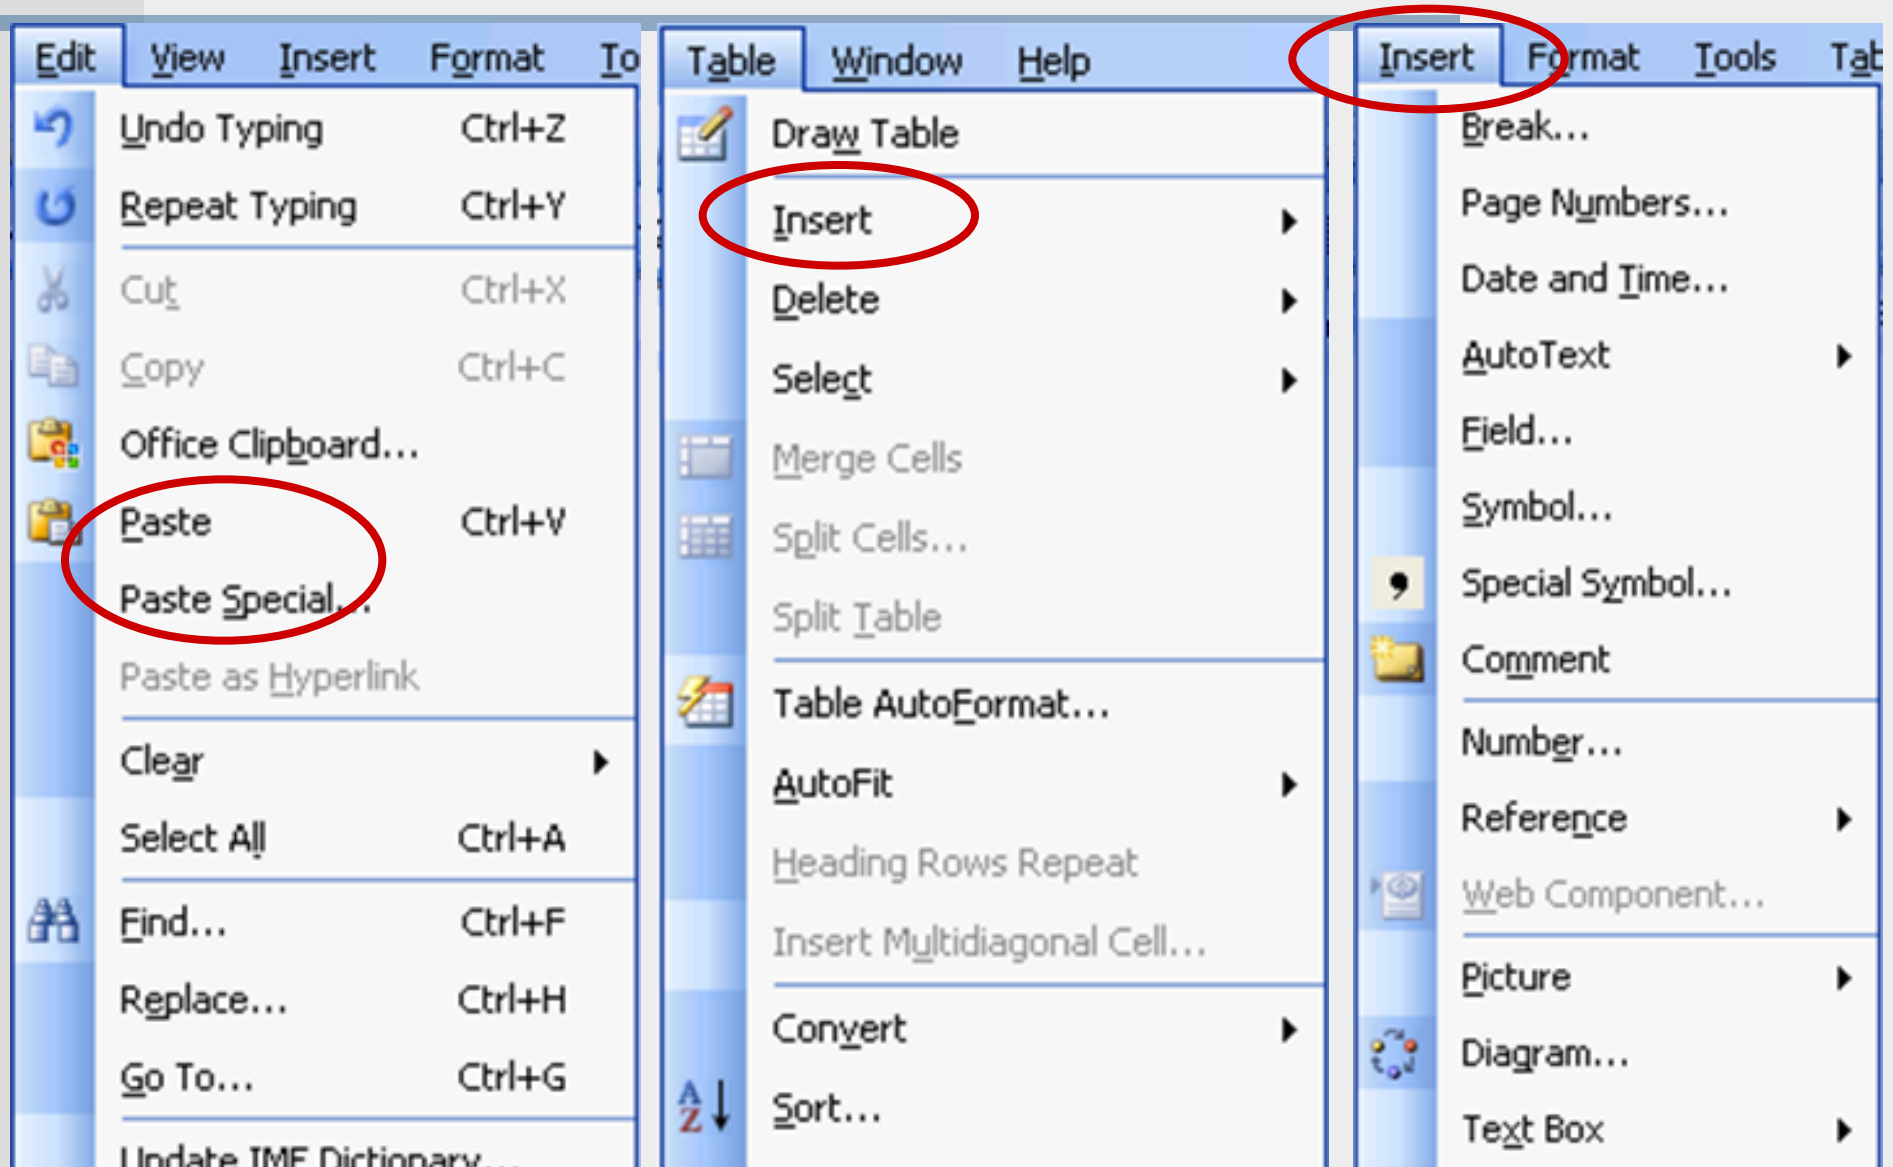 Edit View Insert Format To
Undo Typing Ctrl+Z
Repeat Typing Ctrl+Y
Cut Ctrl+X
Copy Ctrl+C
Office Clipboard...
Paste Ctrl+V
Paste Special...
Paste as Hyperlink
Clear
Select All Ctrl+A
Find... Ctrl+F
Replace... Ctrl+H
Go To... Ctrl+G
Update IME Dictionary...
Table Window Help
Draw Table
Insert
Delete
Select
Merge Cells
Split Cells...
Split Table
Table AutoFormat...
AutoFit
Heading Rows Repeat
Insert Multidiagonal Cell...
Convert
Sort...
Insert Format Tools Tab
Break...
Page Numbers...
Date and Time...
AutoText
Field...
Symbol...
Special Symbol...
Comment
Number...
Reference
Web Component...
Picture
Diagram...
Text Box